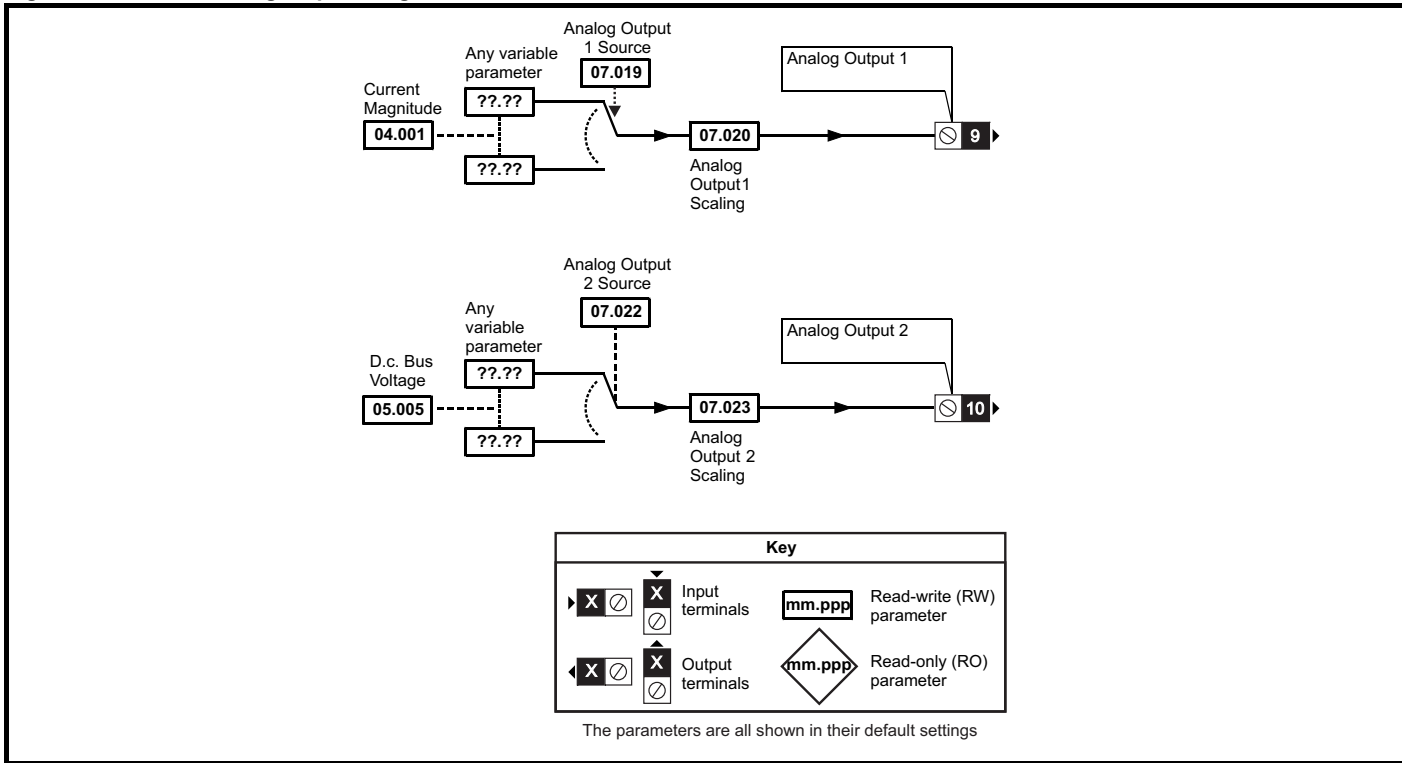 Analog Output
1 Source
07.019
Any variable
parameter
??.??
Current
Magnitude
04.001
??.??
07.020
Analog
Output1
Scaling
Analog Output 1
9
Analog Output
2 Source
07.022
Any
variable
parameter
??.??
D.c. Bus
Voltage
05.005
??.??
07.023
Analog
Output 2
Scaling
Analog Output 2
10
Key
X
X
Input
terminals
mm.ppp
Read-write (RW)
parameter
X
X
Output
terminals
mm.ppp
Read-only (RO)
parameter
The parameters are all shown in their default settings